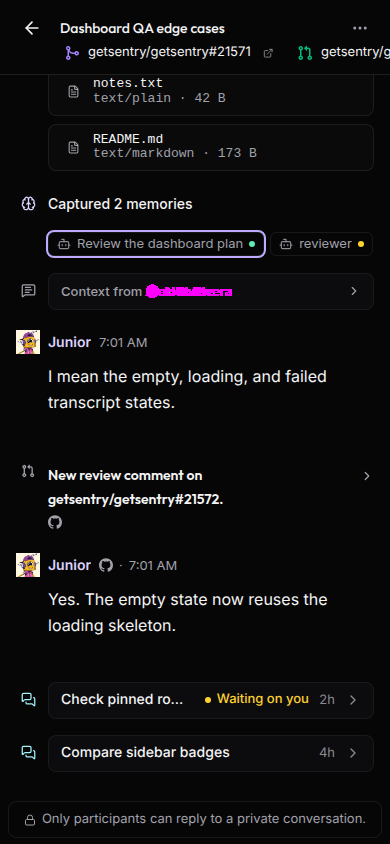 Dashboard QA edge cases
getsentry/getsentry#21571 getsentry/g
notes.txt
text/plain · 42 B
README.md
text/markdown · 173 B
Captured 2 memories
Review the dashboard plan reviewer
Context from
Junior 7:01 AM
I mean the empty, loading, and failed
transcript states.
New review comment on
getsentry/getsentry#21572.
Junior · 7:01 AM
Yes. The empty state now reuses the
loading skeleton.
Check pinned ro... Waiting on you 2h
Compare sidebar badges 4h
Only participants can reply to a private conversation.